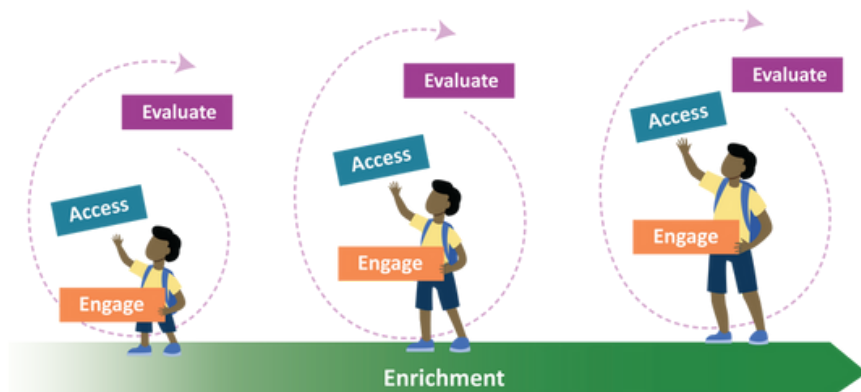 Evaluate
Access
Engage
Evaluate
Access
Engage
Evaluate
Access
Engage
Enrichment